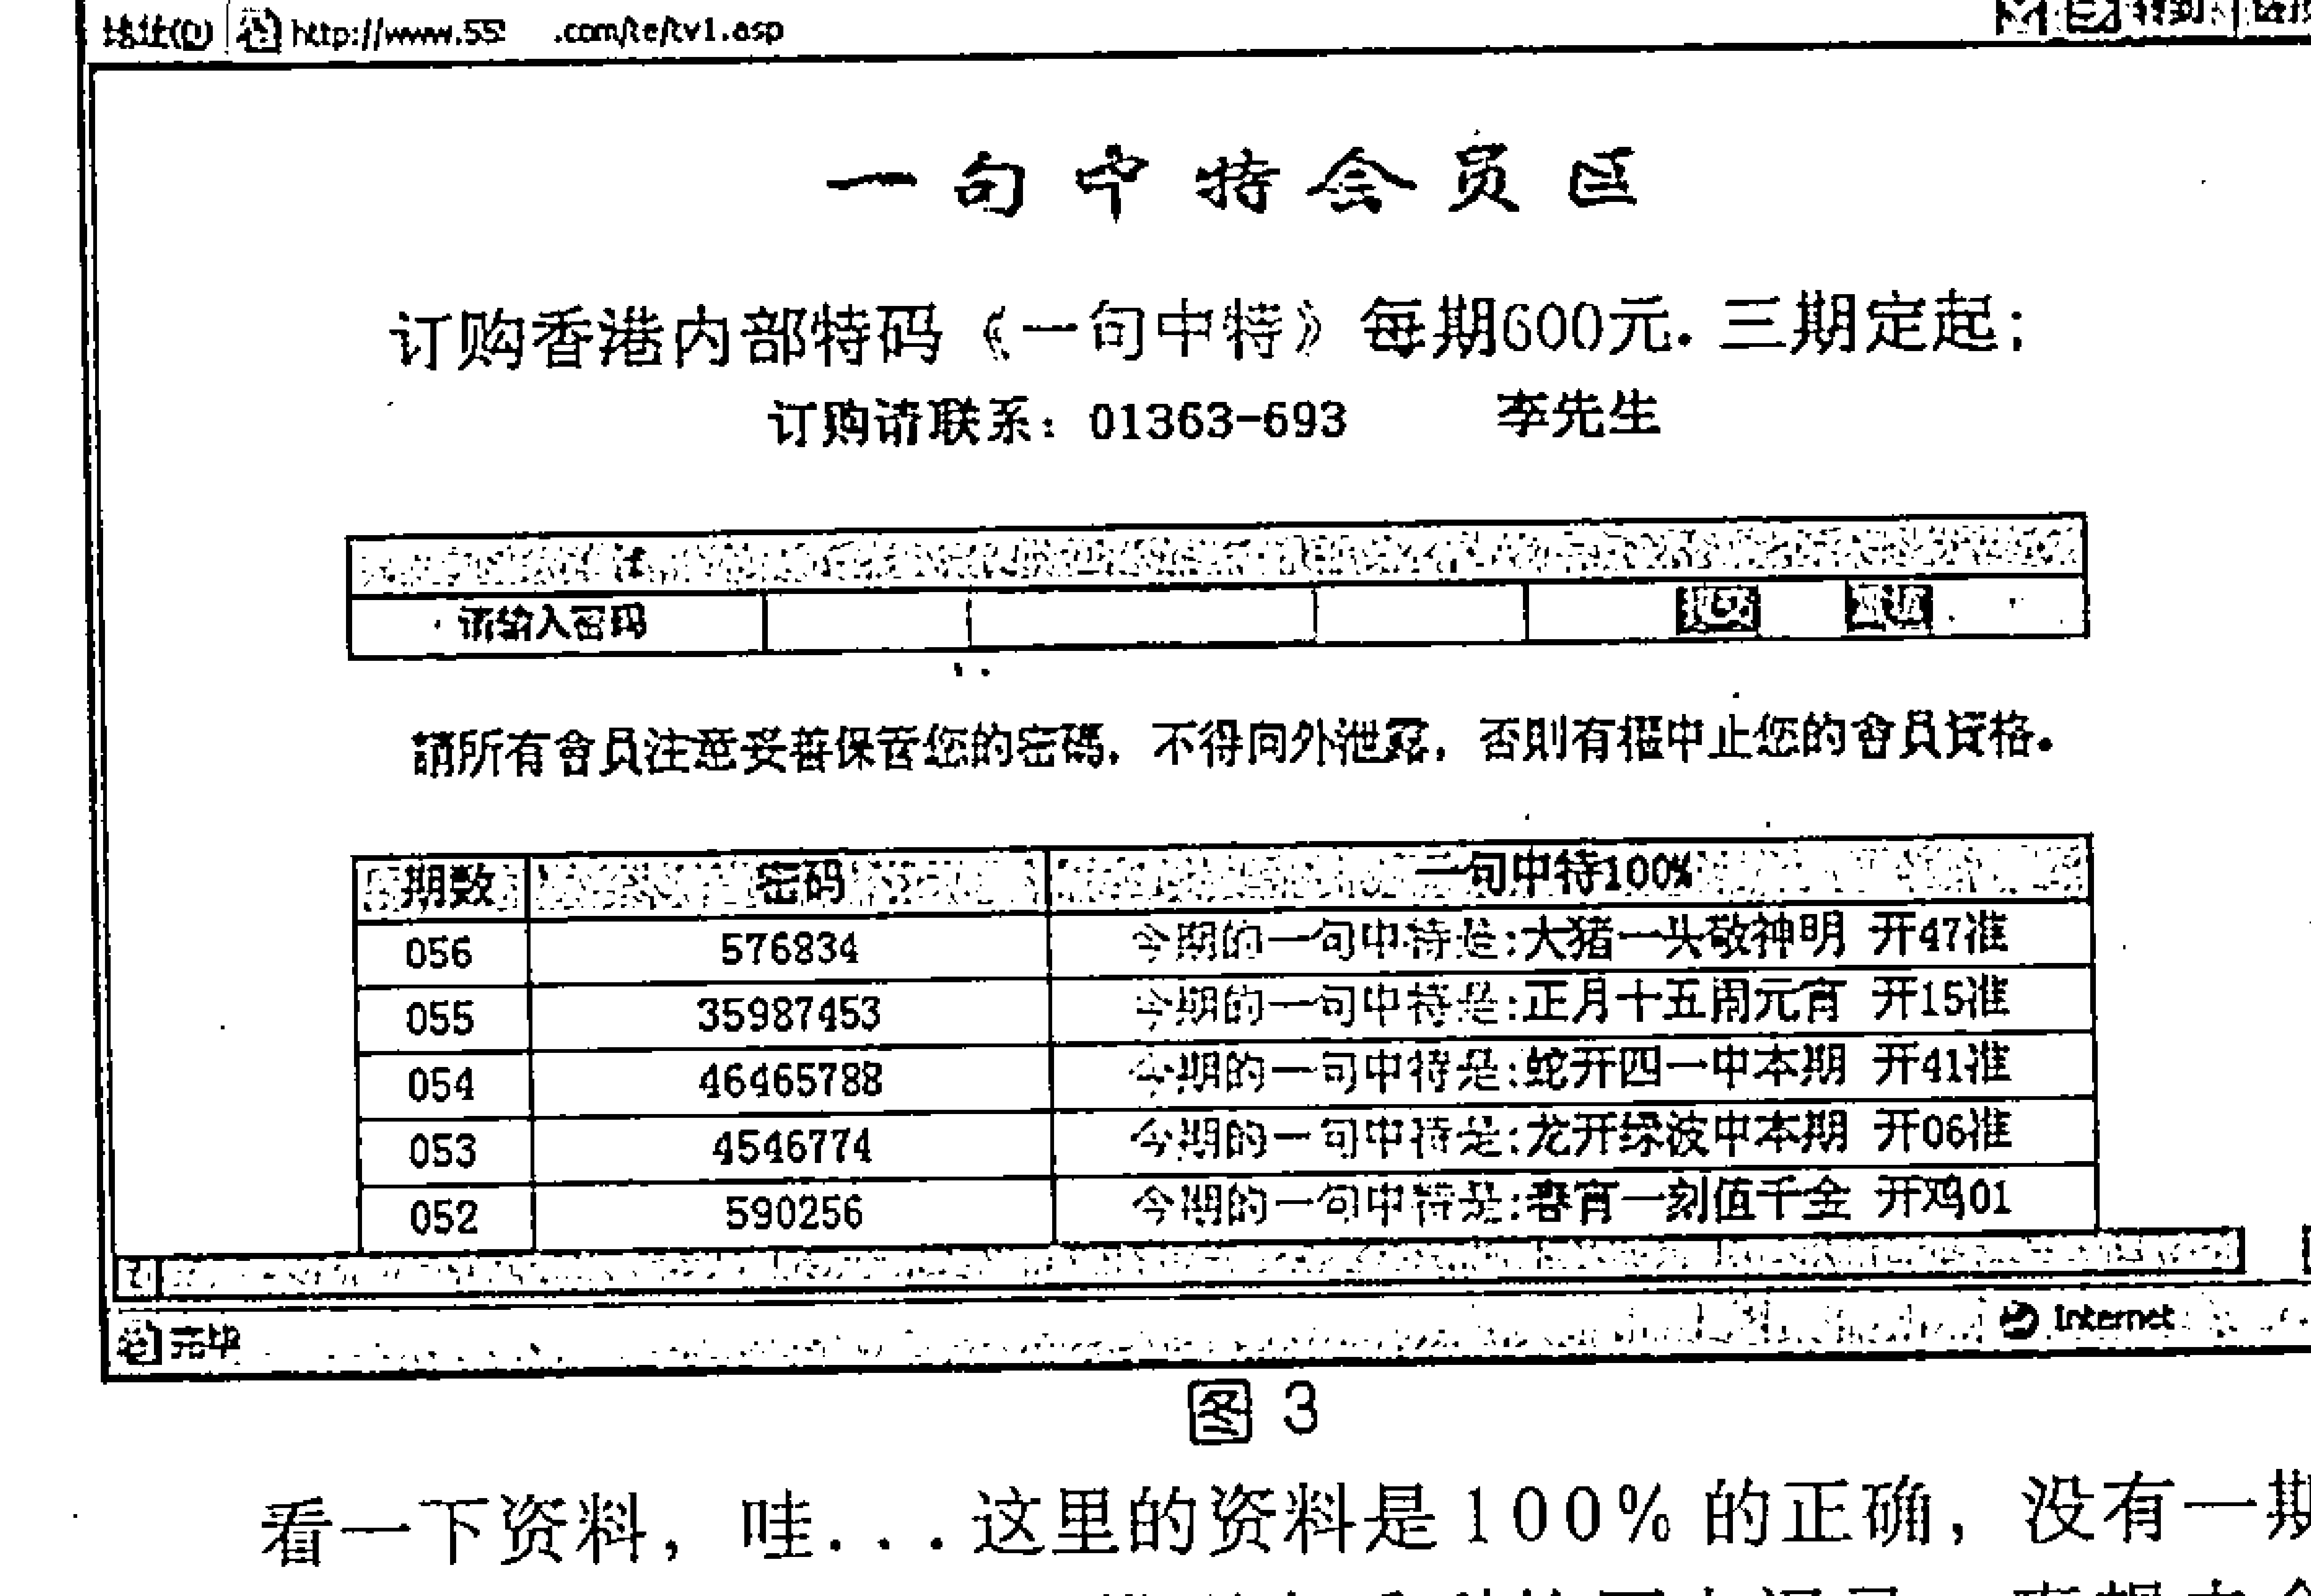 地址(D) http://www.55 .com/te/tv1.asp 转到
一句中特会员区
订购香港内部特码《一句中特》每期600元.三期定起;
订购请联系: 01363-693 李先生
请输入密码 提交 重填
請所有會員注意妥善保管您的密碼,不得向外泄露,否則有權中止您的會員資格。
期数 密码 一句中特100%
056 576834 今期的一句中特是:大猪一头敬神明 开47准
055 35987453 今期的一句中特是:正月十五闹元宵 开15准
054 46465788 今期的一句中特是:蛇开四一中本期 开41准
053 4546774 今期的一句中特是:龙开绿波中本期 开06准
052 590256 今期的一句中特是:春宵一刻值千金 开鸡01
完毕 Internet
图 3
看一下资料, 哇...这里的资料是100%的正确, 没有一期